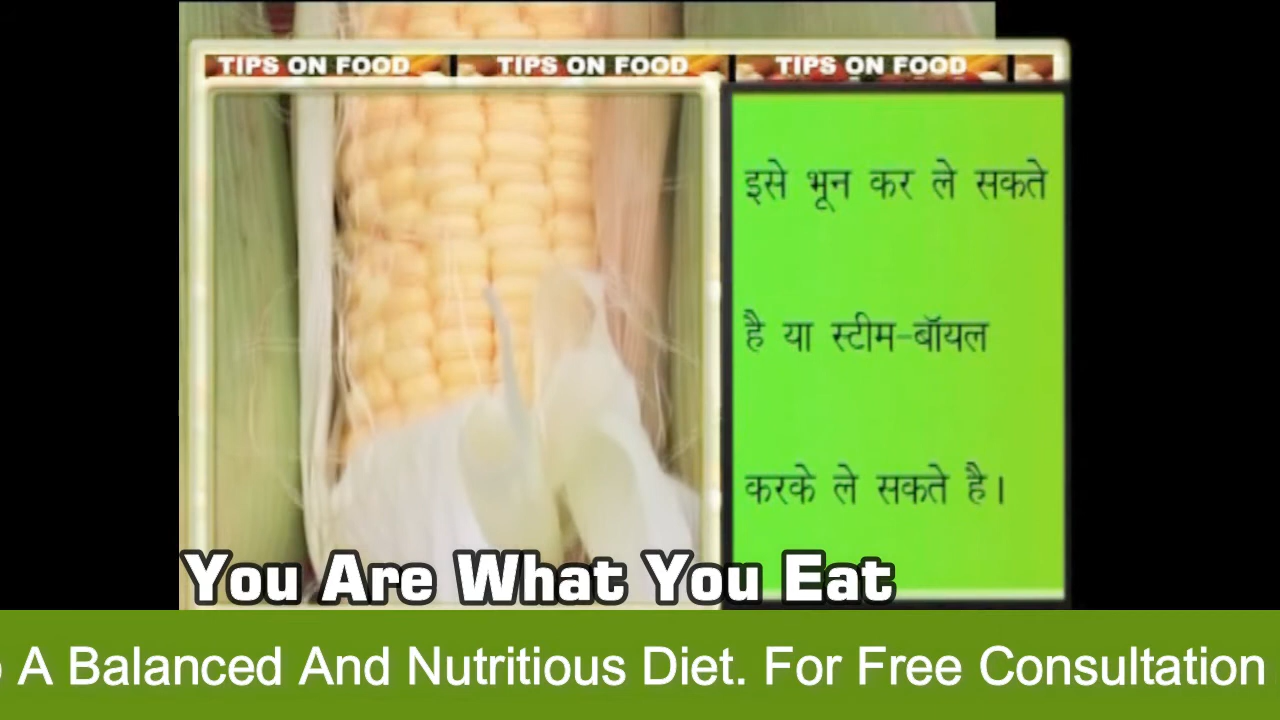 TIPS ON FOOD TIPS ON FOOD TIPS ON FOOD
इसे भून कर ले सकते
है या स्टीम-बॉयल
करके ले सकते है।
You Are What You Eat
A Balanced And Nutritious Diet. For Free Consultation